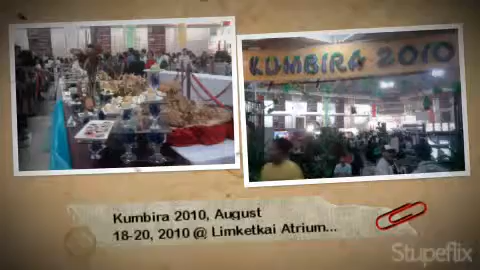 KUMBIRA 2010
Kumbira 2010, August
18-20, 2010 @ Limketkai Atrium...
Stupeflix